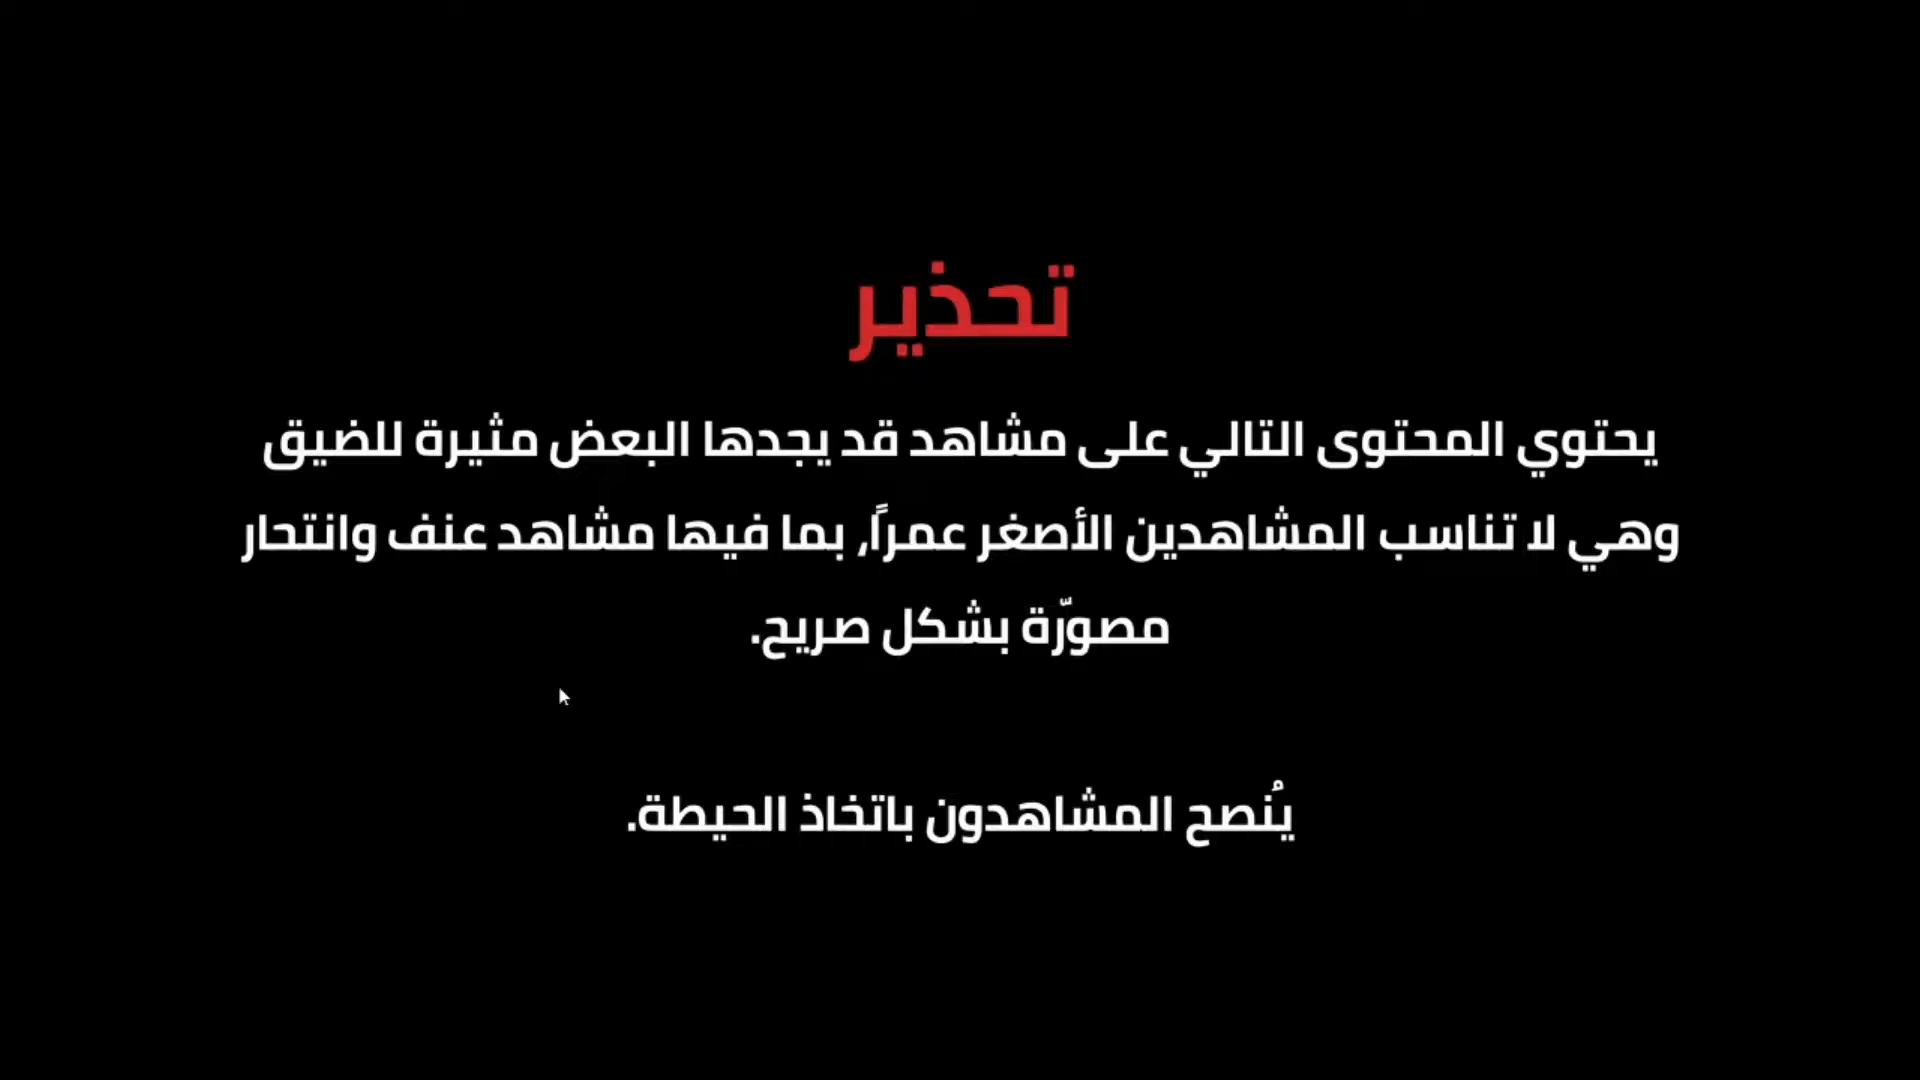 تحذير
يحتوي المحتوى التالي على مشاهد قد يجدها البعض مثيرة للضيق
وهي لا تناسب المشاهدين الأصغر عمراً، بما فيها مشاهد عنف وانتحار
مصوّرة بشكل صريح.
يُنصح المشاهدون باتخاذ الحيطة.